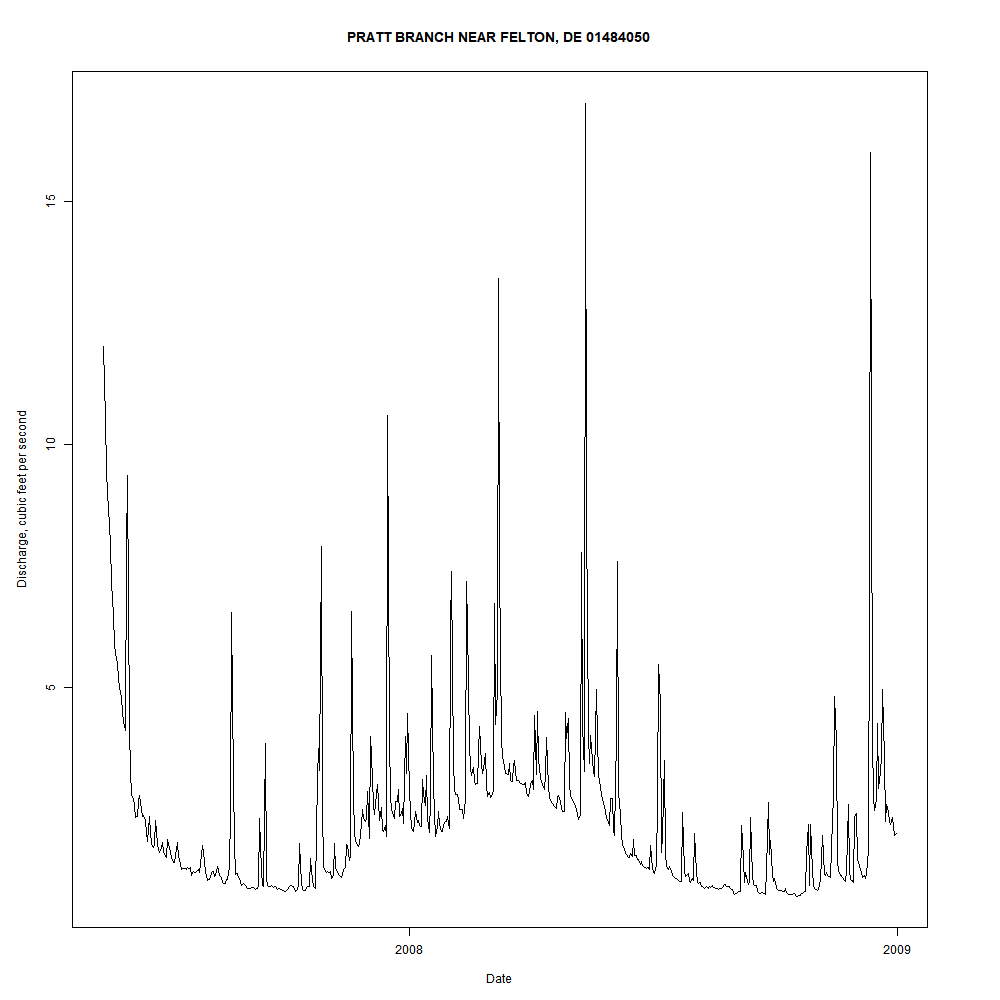 PRATT BRANCH NEAR FELTON, DE 01484050
15
10
5
Discharge, cubic feet per second
2008
2009
Date